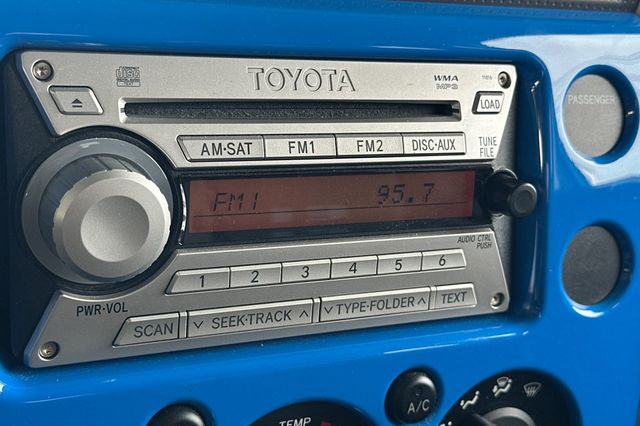 TOYOTA
WMA
MP3
11816
LOAD
PASSENGER
AM·SAT FM1 FM2 DISC·AUX
TUNE
FILE
FM1 95.7
AUDIO CTRL
PUSH
1 2 3 4 5 6
PWR·VOL
SCAN ∨ SEEK·TRACK ∧ ∨ TYPE·FOLDER ∧ TEXT
TEMP
A/C